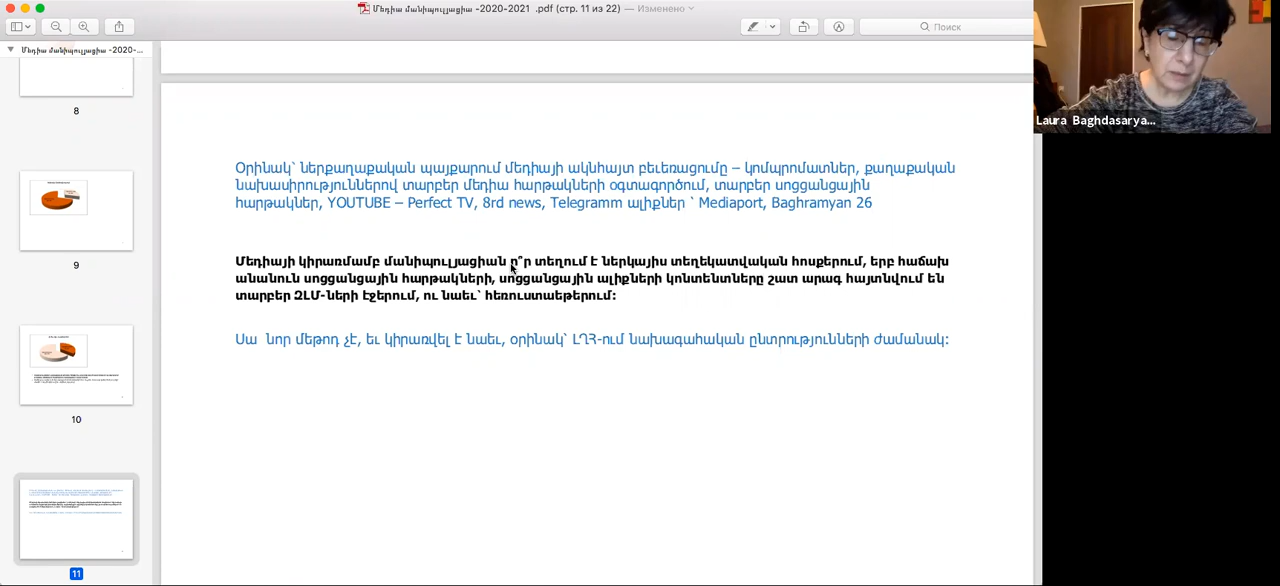 Մեդիա մանիպուլյացիա -2020-2021 .pdf (стр. 11 из 22) — Изменено
Поиск
Մեդիա մանիպուլյացիա -2020-...
8
9
10
11
Օրինակ՝ ներքաղաքական պայքարում մեդիայի ակնհայտ բեւեռացումը – կոմպրոմատներ, քաղաքական
նախասիրություններով տարբեր մեդիա հարթակների օգտագործում, տարբեր սոցցանցային
հարթակներ, YOUTUBE – Perfect TV, 8rd news, Telegramm ալիքներ ՝ Mediaport, Baghramyan 26
Մեդիայի կիրառմամբ մանիպուլյացիան ո՞ր տեղում է ներկայիս տեղեկատվական հոսքերում, երբ հաճախ
անանուն սոցցանցային հարթակների, սոցցանցային ալիքների կոնտենտները շատ արագ հայտնվում են
տարբեր ԶԼՄ-ների էջերում, ու նաեւ՝ հեռուստաեթերում:
Սա նոր մեթոդ չէ, եւ կիրառվել է նաեւ, օրինակ՝ ԼՂՀ-ում նախագահական ընտրությունների ժամանակ:
Laura Baghdasarya...